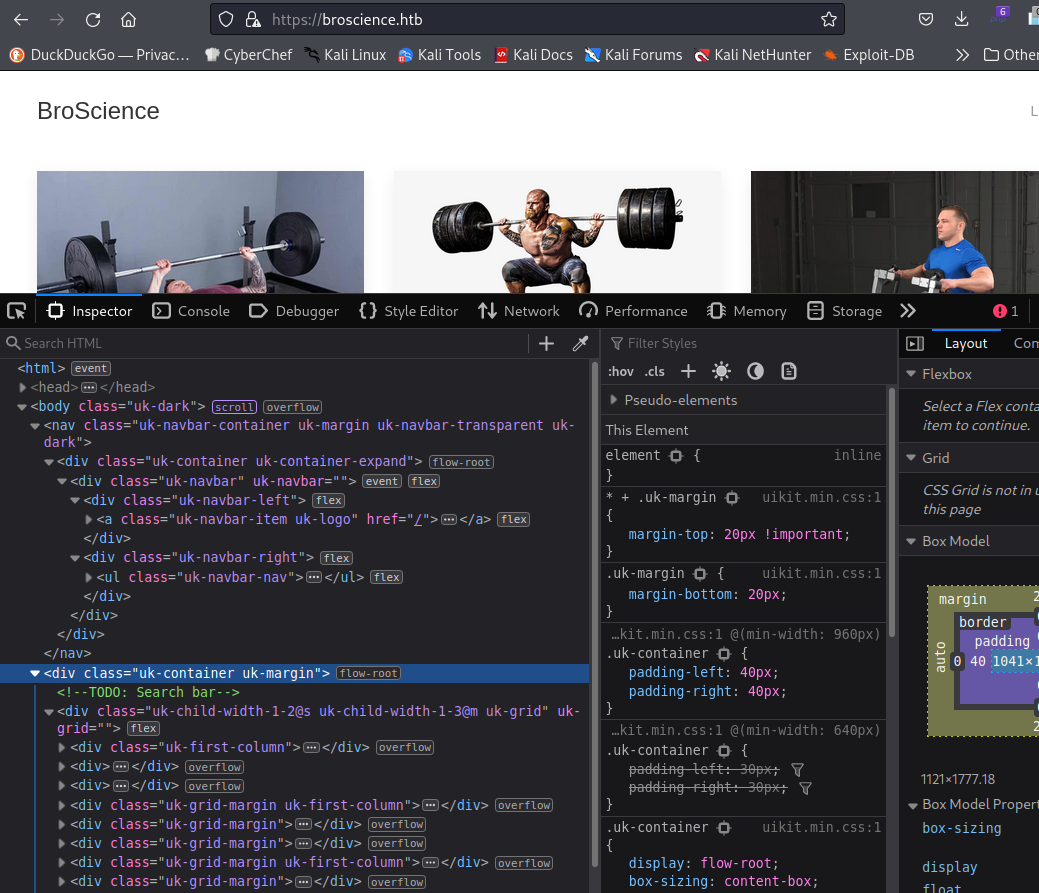 https://broscience.htb
6
DuckDuckGo — Privac… CyberChef Kali Linux Kali Tools Kali Docs Kali Forums Kali NetHunter Exploit-DB Other
BroScience
L
Inspector Console Debugger Style Editor Network Performance Memory Storage 1
Search HTML
<html> event
<head> </head>
<body class="uk-dark"> scroll overflow
<nav class="uk-navbar-container uk-margin uk-navbar-transparent uk-
dark">
<div class="uk-container uk-container-expand"> flow-root
<div class="uk-navbar" uk-navbar=""> event flex
<div class="uk-navbar-left"> flex
<a class="uk-navbar-item uk-logo" href="/"> </a> flex
</div>
<div class="uk-navbar-right"> flex
<ul class="uk-navbar-nav"> </ul> flex
</div>
</div>
</div>
</nav>
<div class="uk-container uk-margin"> flow-root
<!--TODO: Search bar-->
<div class="uk-child-width-1-2@s uk-child-width-1-3@m uk-grid" uk-
grid=""> flex
<div class="uk-first-column"> </div> overflow
<div> </div> overflow
<div> </div> overflow
<div class="uk-grid-margin uk-first-column"> </div> overflow
<div class="uk-grid-margin"> </div> overflow
<div class="uk-grid-margin"> </div> overflow
<div class="uk-grid-margin uk-first-column"> </div> overflow
<div class="uk-grid-margin"> </div> overflow
Filter Styles
:hov .cls
Pseudo-elements
This Element
element { inline
}
* + .uk-margin uikit.min.css:1
{
margin-top: 20px !important;
}
.uk-margin { uikit.min.css:1
margin-bottom: 20px;
}
…kit.min.css:1 @(min-width: 960px)
.uk-container {
padding-left: 40px;
padding-right: 40px;
}
…kit.min.css:1 @(min-width: 640px)
.uk-container {
padding-left: 30px;
padding-right: 30px;
}
.uk-container uikit.min.css:1
{
display: flow-root;
box-sizing: content-box;
Layout Com
Flexbox
Select a Flex conta
item to continue.
Grid
CSS Grid is not in u
this page
Box Model
margin 2
border
padding
auto 0 40 1041×1
2
1121×1777.18
Box Model Propert
box-sizing
display
float